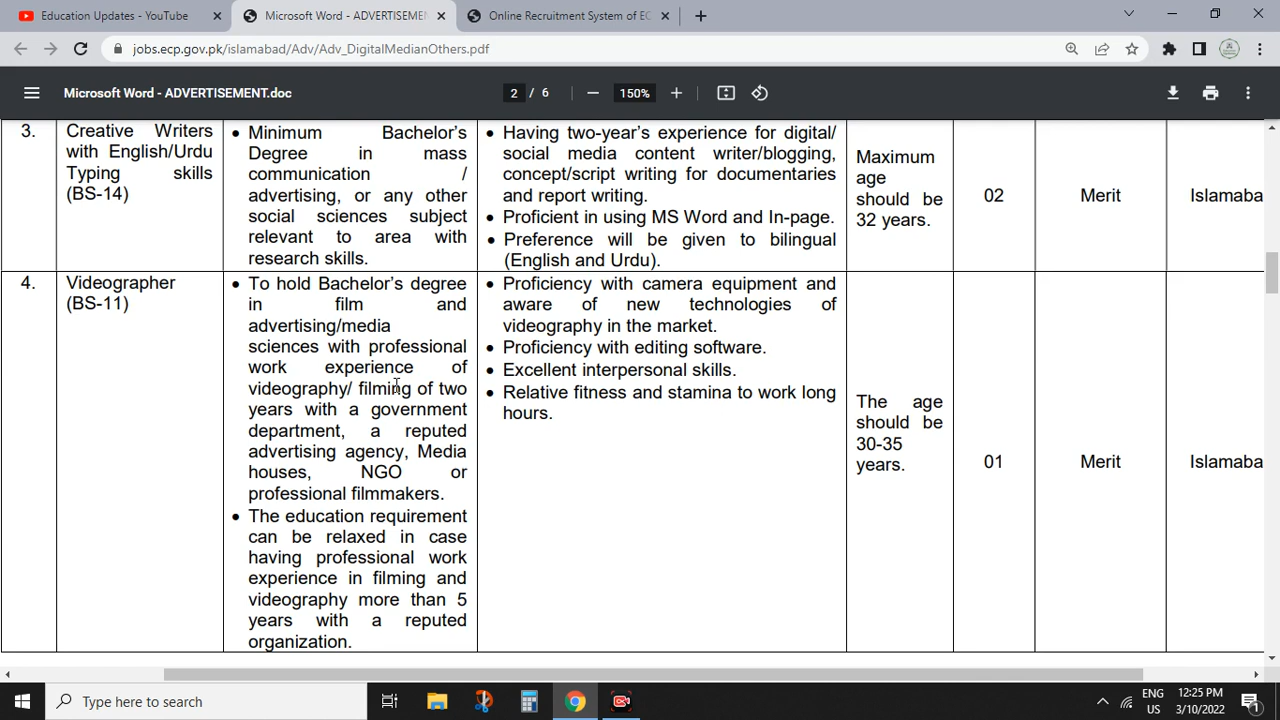 Education Updates - YouTube
Microsoft Word - ADVERTISEMEN
Online Recruitment System of EC
jobs.ecp.gov.pk/islamabad/Adv/Adv_DigitalMedianOthers.pdf
Microsoft Word - ADVERTISEMENT.doc
2 / 6
150%
3.
Creative Writers
with English/Urdu
Typing skills
(BS-14)
• Minimum Bachelor's
Degree in mass
communication /
advertising, or any other
social sciences subject
relevant to area with
research skills.
• Having two-year's experience for digital/
social media content writer/blogging,
concept/script writing for documentaries
and report writing.
• Proficient in using MS Word and In-page.
• Preference will be given to bilingual
(English and Urdu).
Maximum
age
should be
32 years.
02
Merit
Islamaba
4.
Videographer
(BS-11)
• To hold Bachelor's degree
in film and
advertising/media
sciences with professional
work experience of
videography/ filming of two
years with a government
department, a reputed
advertising agency, Media
houses, NGO or
professional filmmakers.
• The education requirement
can be relaxed in case
having professional work
experience in filming and
videography more than 5
years with a reputed
organization.
• Proficiency with camera equipment and
aware of new technologies of
videography in the market.
• Proficiency with editing software.
• Excellent interpersonal skills.
• Relative fitness and stamina to work long
hours.
The age
should be
30-35
years.
01
Merit
Islamaba
Type here to search
ENG
US
12:25 PM
3/10/2022
1